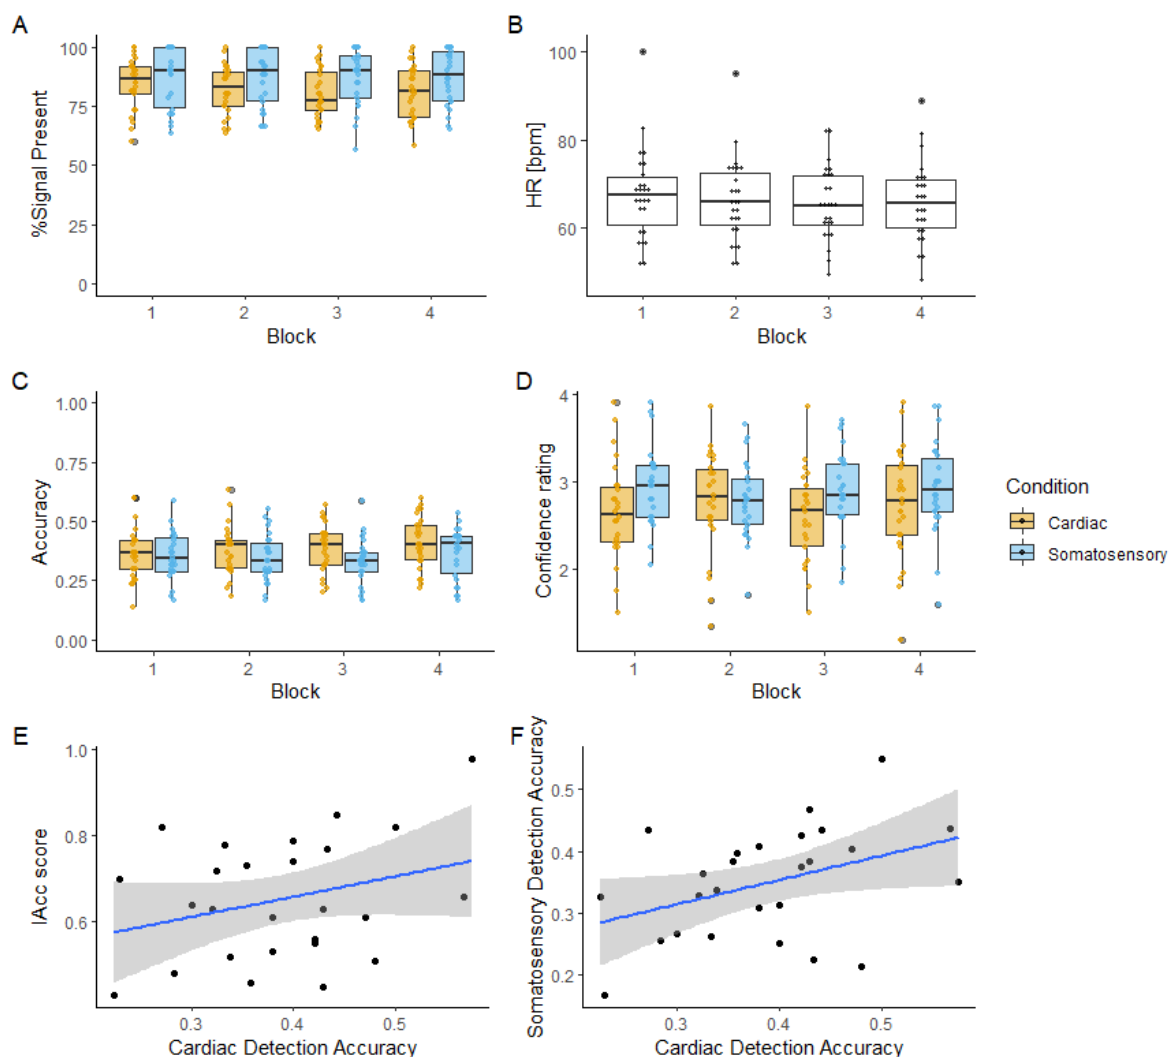 A
B
100
75
50
25
0
%Signal Present
1 2 3 4
Block
100
80
60
HR [bpm]
1 2 3 4
Block
C
D
1.00
0.75
0.50
0.25
0.00
Accuracy
1 2 3 4
Block
4
3
2
Confidence rating
1 2 3 4
Block
Condition
Cardiac
Somatosensory
E
F
1.0
0.8
0.6
IAcc score
0.3 0.4 0.5
Cardiac Detection Accuracy
0.5
0.4
0.3
0.2
Somatosensory Detection Accuracy
0.3 0.4 0.5
Cardiac Detection Accuracy